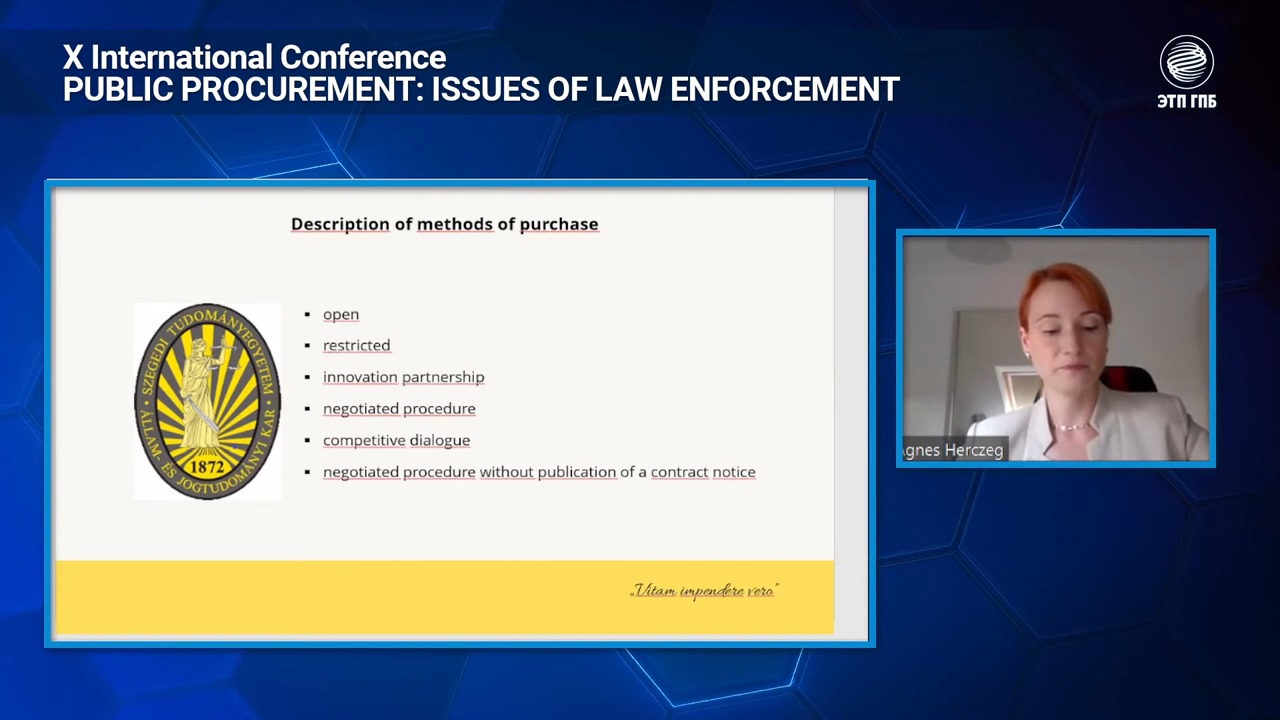 X International Conference
PUBLIC PROCUREMENT: ISSUES OF LAW ENFORCEMENT
ЭТП ГПБ
Description of methods of purchase
SZEGEDI TUDOMÁNYEGYETEM
ÁLLAM- ÉS JOGTUDOMÁNYI KAR
1872
▪ open
▪ restricted
▪ innovation partnership
▪ negotiated procedure
▪ competitive dialogue
▪ negotiated procedure without publication of a contract notice
„Vitam impendere vero”
gnes Herczeg